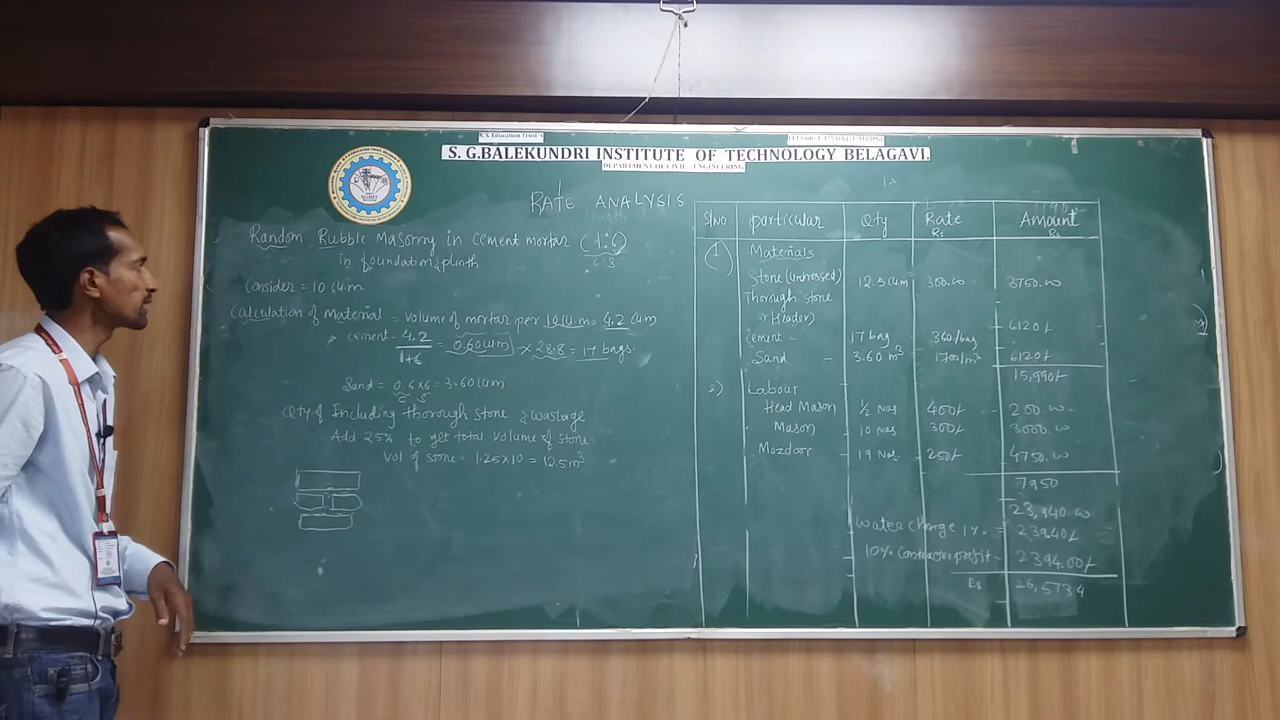 S.S. Education Trust's
S. G. BALEKUNDRI INSTITUTE OF TECHNOLOGY BELAGAVI.
DEPARTMENT OF CIVIL ENGINEERING
SGBIT
RATE ANALYSIS
Random Rubble Masonry in cement mortar (1:6)
in foundation & plinth
Consider = 10 cu.m
Calculation of Material = volume of mortar per 10 cu.m = 4.2 cum
cement = 4.2 / 1+6 = 0.60 cum × 28.8 = 17 bags.
Sand = 0.6 × 6 = 3.60 cum
Qty of Including thorough stone & wastage
Add 25% to get total volume of stone
Vol of stone = 1.25 × 10 = 12.5 m³
Sl No Particular Qty Rate Rs Amount Rs
(1) Materials
Stone (undressed) 12.5 cum 300.00 3750.00
Thorough stone
or Header)
cement - 17 bag 360/bag 6120/-
Sand - 3.60 m³ 1700/m³ 6120/-
15,990/-
2) Labour
Head Mason ½ Nos 400/- 200.00
Mason 10 Nos 300/- 3000.00
Mozdoor 19 Nos 250/- 4750.00
7950
23,940.00
Water charge 1% = 239.40/-
10% Contractor profit - 2394.00/-
Rs 26,573.4